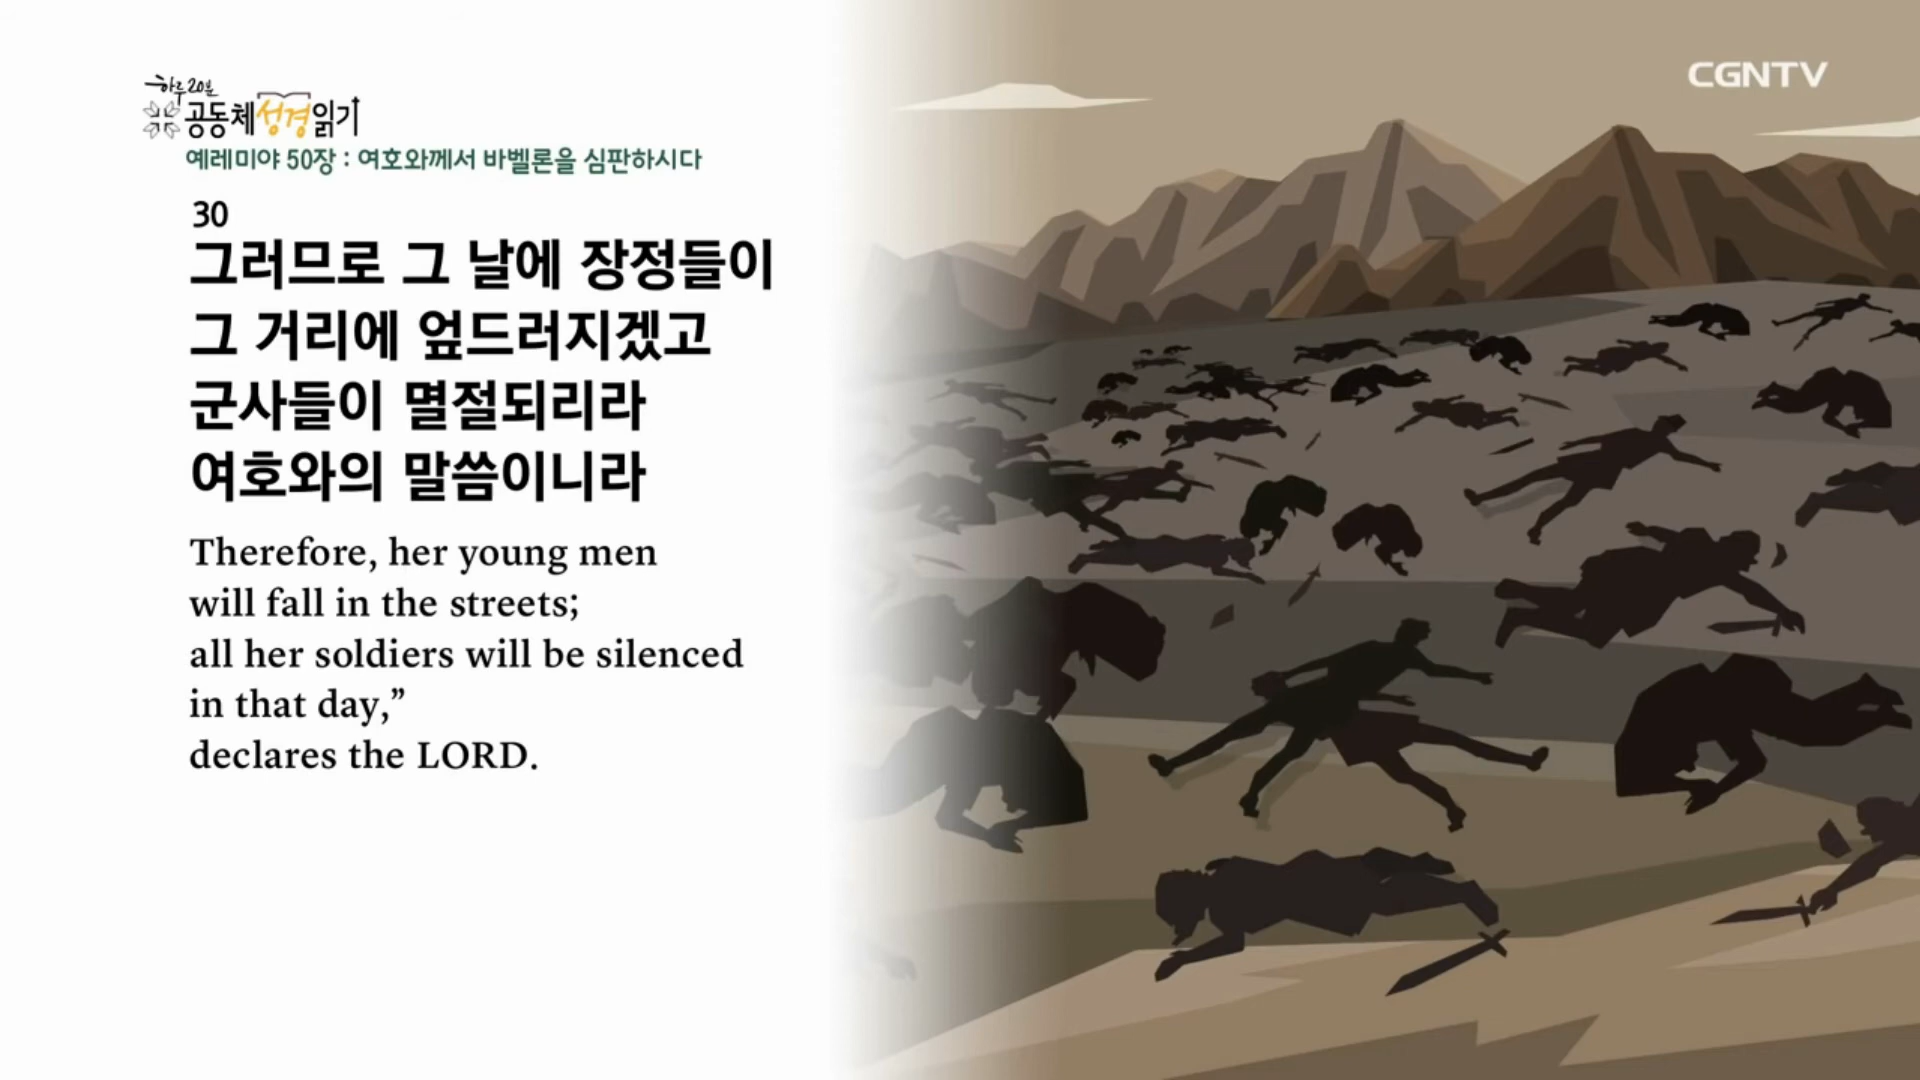 하루 20분
공동체성경읽기
CGNTV
예레미야 50장 : 여호와께서 바벨론을 심판하시다
30
그러므로 그 날에 장정들이
그 거리에 엎드러지겠고
군사들이 멸절되리라
여호와의 말씀이니라
Therefore, her young men
will fall in the streets;
all her soldiers will be silenced
in that day,”
declares the LORD.